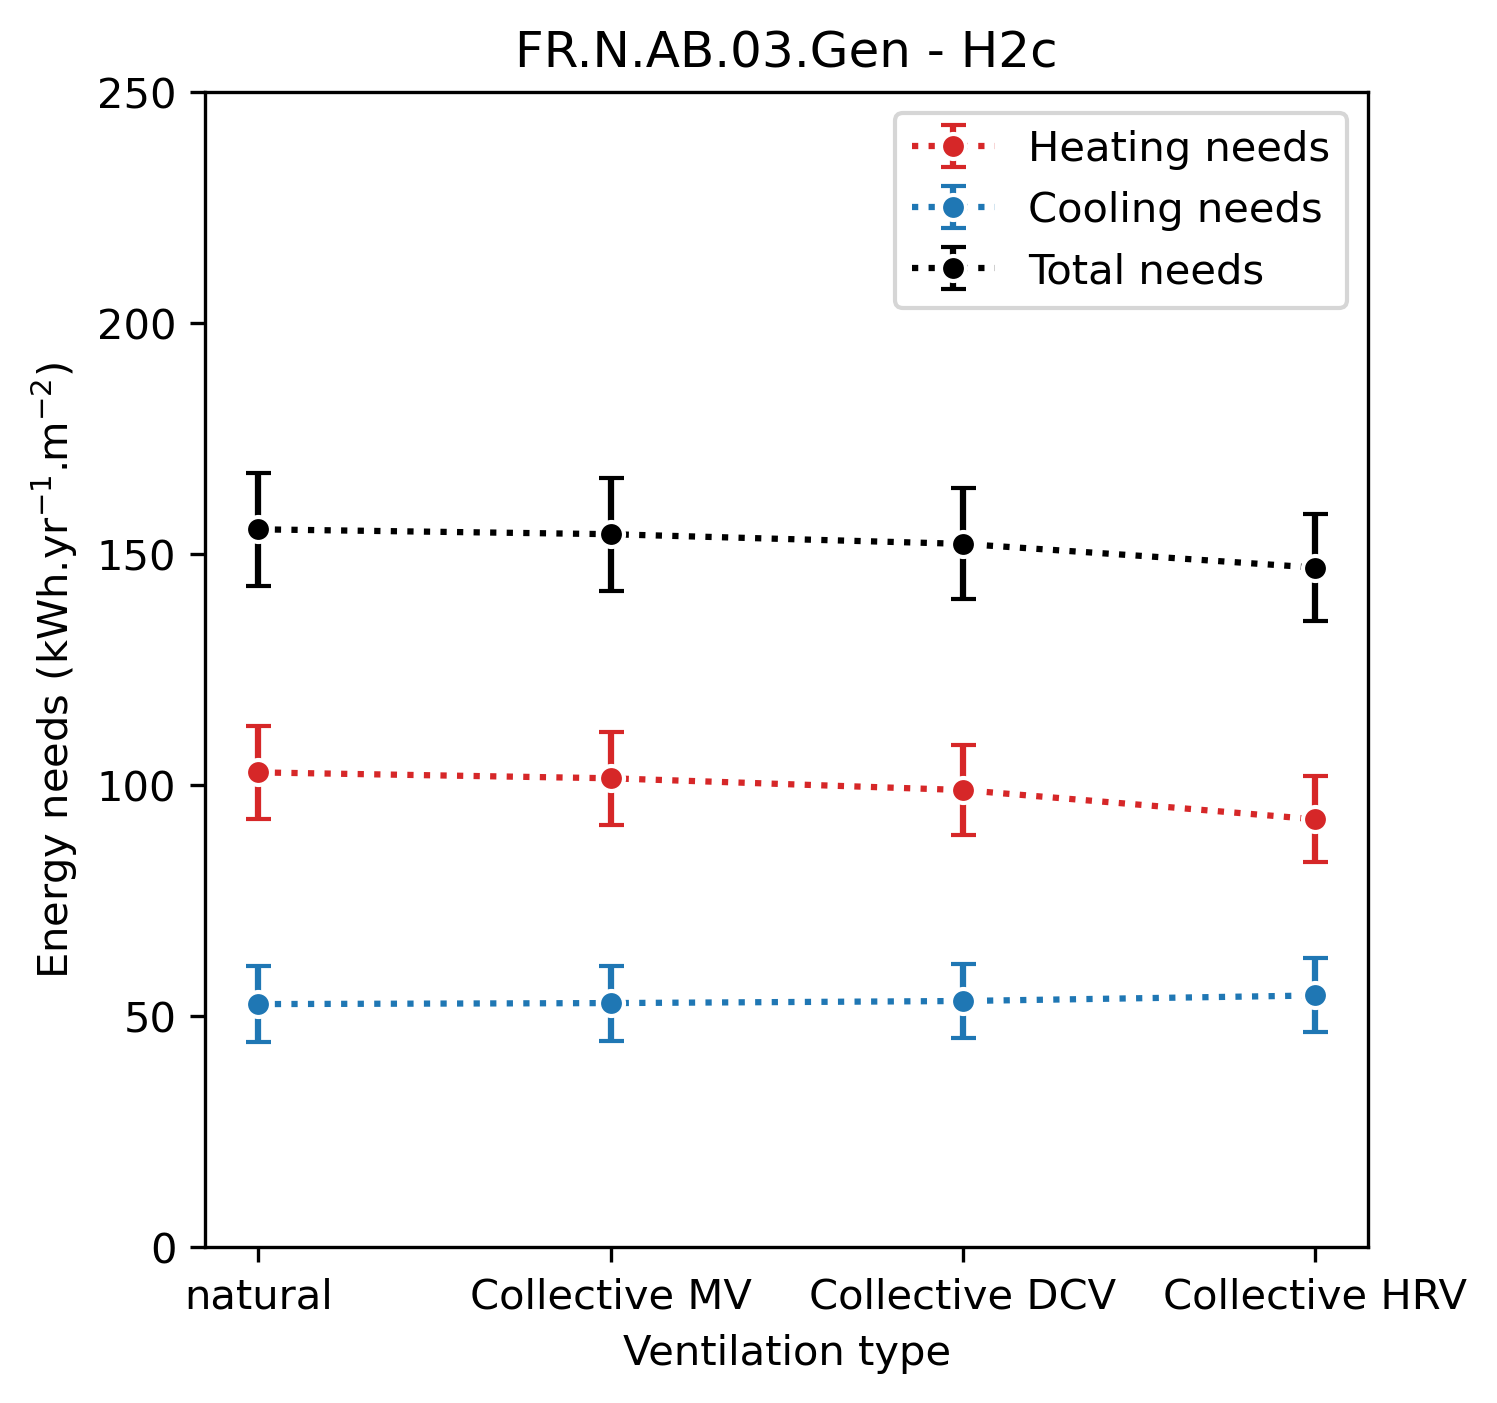 FR.N.AB.03.Gen - H2c
250
200
150
100
50
0
Energy needs (kWh.yr⁻¹.m⁻²)
Heating needs
Cooling needs
Total needs
natural
Collective MV
Collective DCV
Collective HRV
Ventilation type